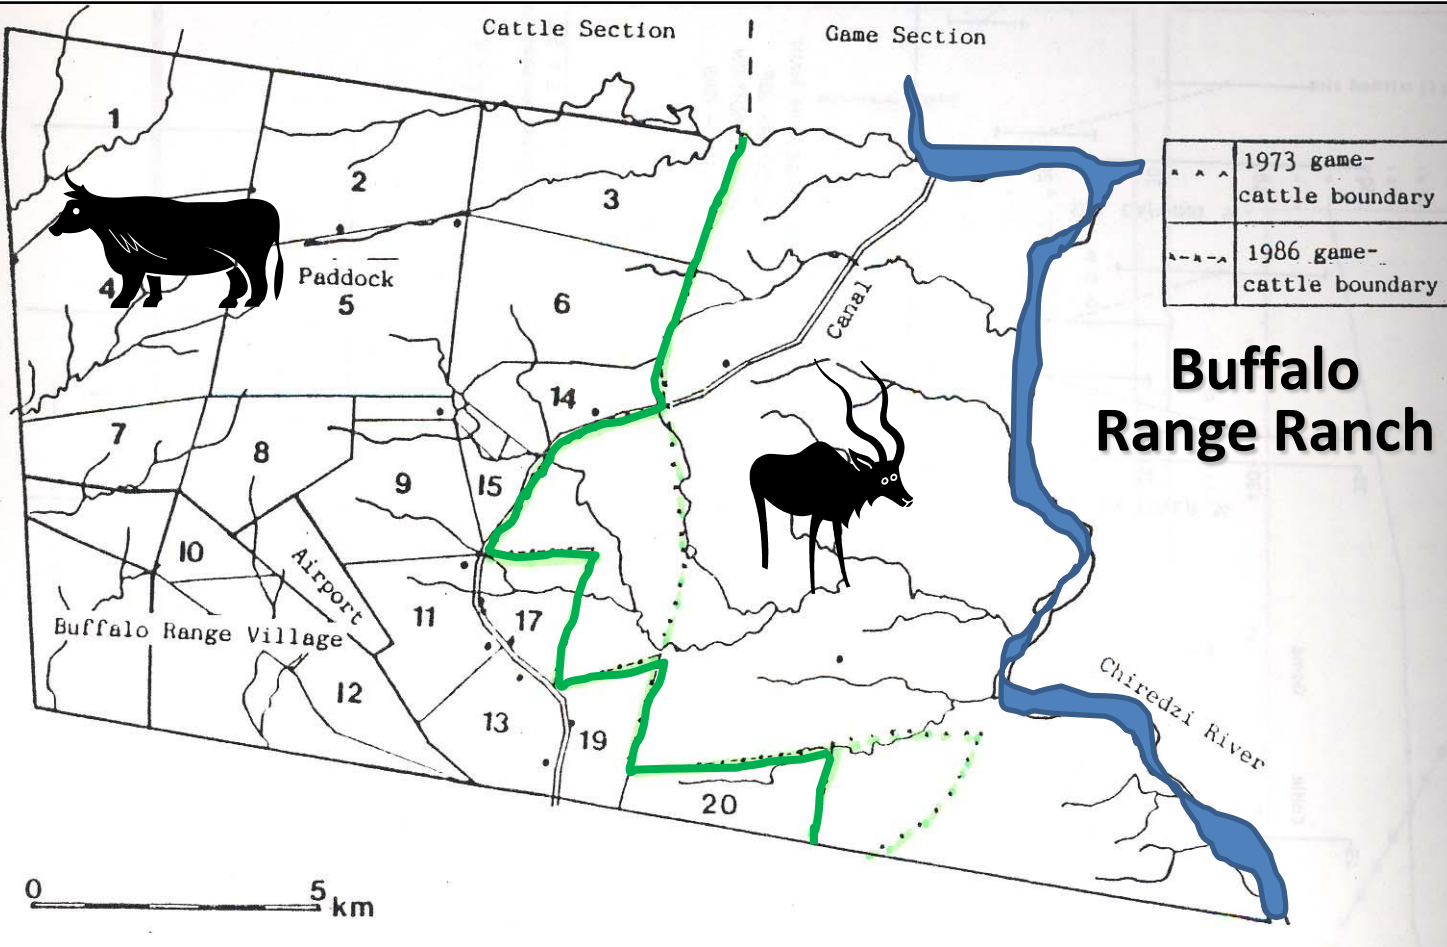 Cattle Section
Game Section
1
2
3
1973 game-
cattle boundary
1986 game-
cattle boundary
Paddock
4
5
6
Canal
Buffalo
Range Ranch
14
7
8
9
15
10
Airport
11
17
Buffalo Range Village
12
13
19
20
Chiredzi River
0
5
km